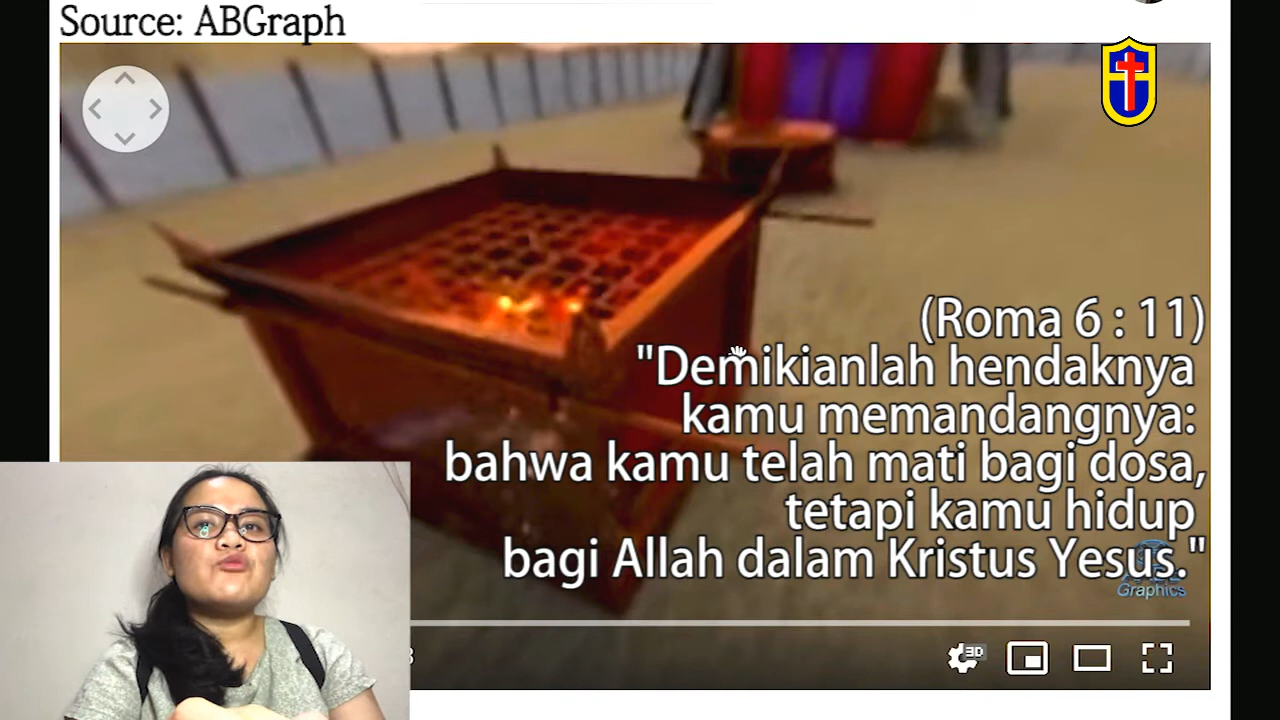 Source: ABGraph
(Roma 6 : 11)
"Demikianlah hendaknya
kamu memandangnya:
bahwa kamu telah mati bagi dosa,
tetapi kamu hidup
bagi Allah dalam Kristus Yesus."
Graphics
3D